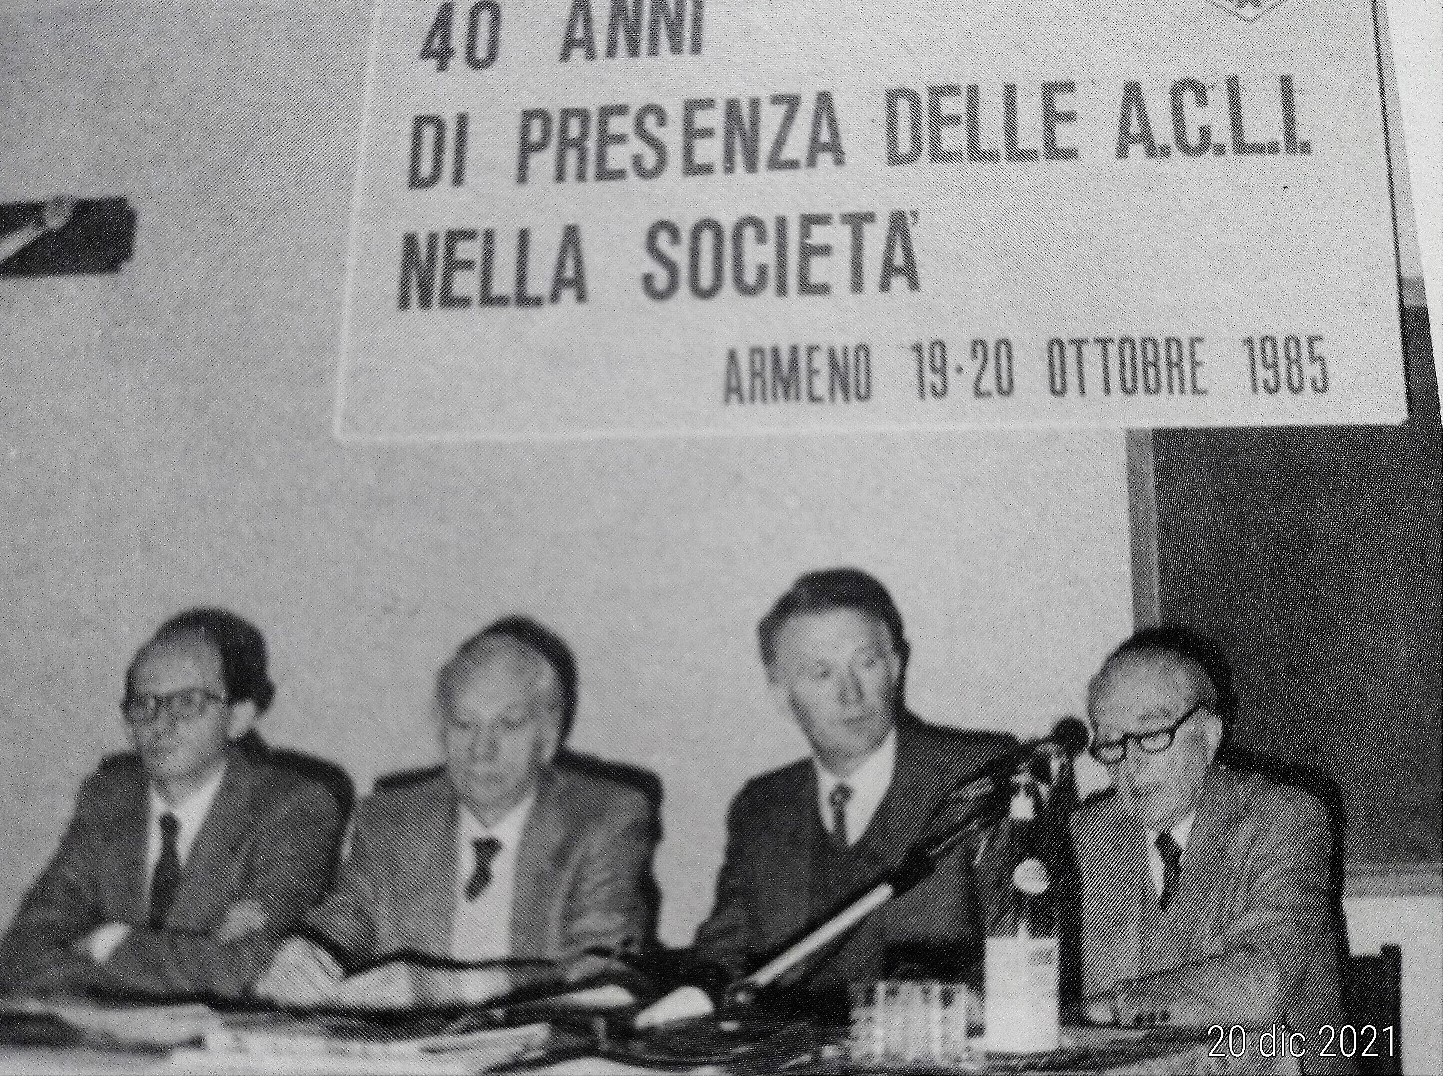 40 ANNI
DI PRESENZA DELLE A.C.L.I.
NELLA SOCIETA'
ARMENO 19·20 OTTOBRE 1985
20 dic 2021